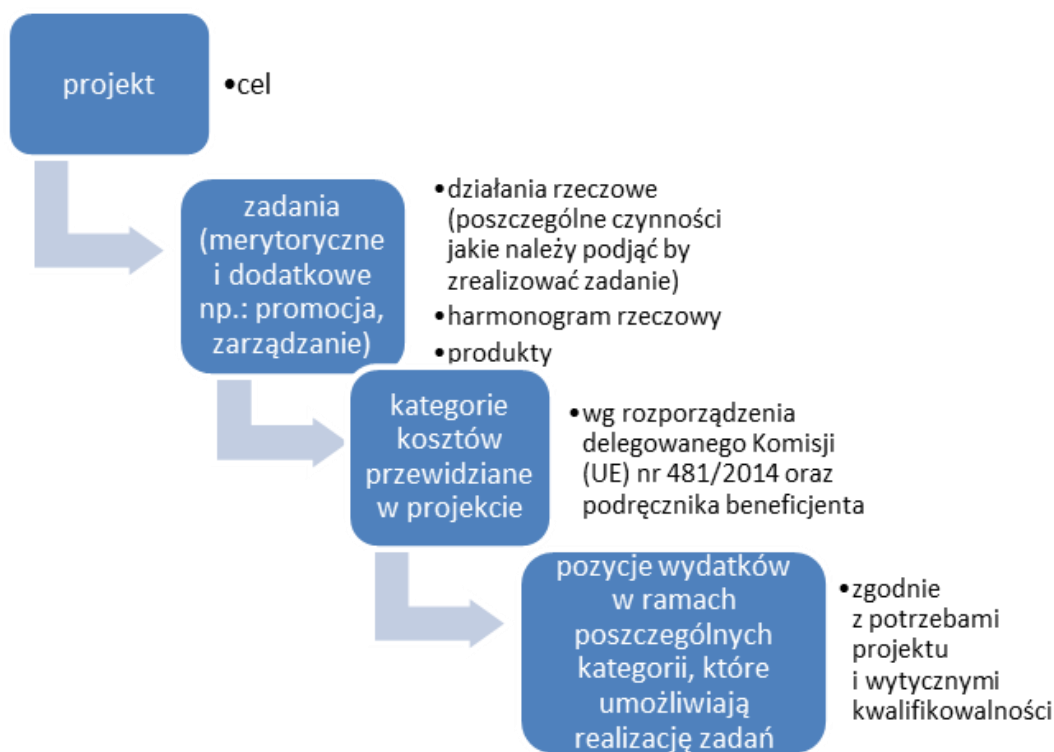 projekt
•cel
zadania
(merytoryczne
i dodatkowe
np.: promocja,
zarządzanie)
•działania rzeczowe
(poszczególne czynności
jakie należy podjąć by
zrealizować zadanie)
•harmonogram rzeczowy
•produkty
kategorie
kosztów
przewidziane
w projekcie
•wg rozporządzenia
delegowanego Komisji
(UE) nr 481/2014 oraz
podręcznika beneficjenta
pozycje wydatków
w ramach
poszczególnych
kategorii, które
umożliwiają
realizację zadań
•zgodnie
z potrzebami
projektu
i wytycznymi
kwalifikowalności